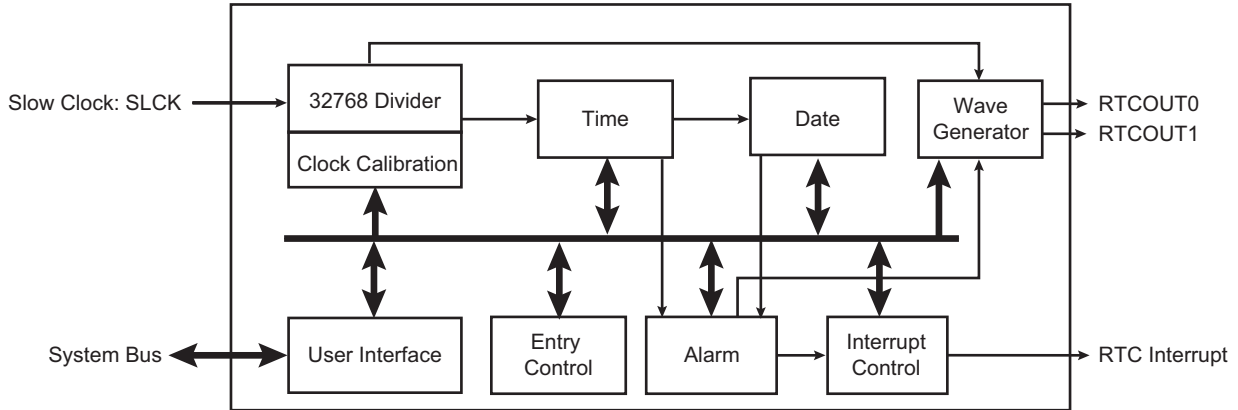 Slow Clock: SLCK
32768 Divider
Clock Calibration
Time
Date
Wave
Generator
RTCOUT0
RTCOUT1
System Bus
User Interface
Entry
Control
Alarm
Interrupt
Control
RTC Interrupt